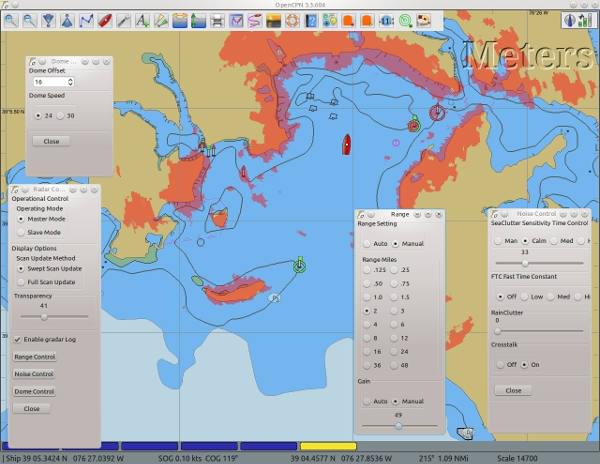 OpenCPN 3.3.604
Meters
Dome ...
Dome Offset
16
Dome Speed
24 30
Close
Radar Co...
Operational Control
Operating Mode
Master Mode
Slave Mode
Display Options
Scan Update Method
Swept Scan Update
Full Scan Update
Transparency
41
Enable gradar Log
Range Control
Noise Control
Dome Control
Close
Range
Range Setting
Auto Manual
Range Miles
.125 .25
.50 .75
1.0 1.5
2 3
4 6
8 12
16 24
36 48
Gain
Auto Manual
49
Noise Control
SeaClutter Sensitivity Time Control
Man Calm Med
33
FTC Fast Time Constant
Off Low Med
RainClutter
0
Crosstalk
Off On
Close
Ship 39 05.3424 N 076 27.0392 W SOG 0.10 kts COG 119° 39 04.4577 N 076 27.8536 W 215° 1.09 NMi Scale 14700